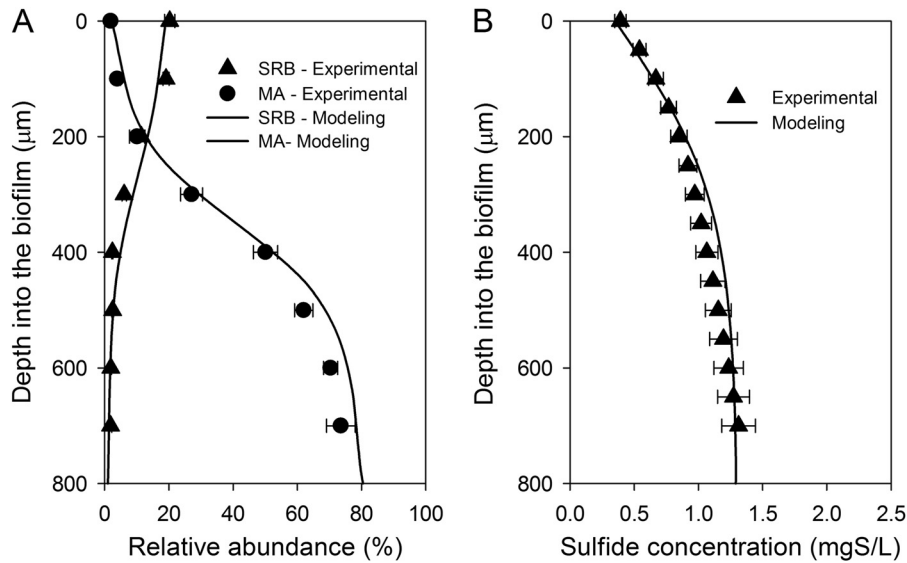 A
0
200
400
600
800
Depth into the biofilm (μm)
SRB - Experimental
MA - Experimental
SRB - Modeling
MA- Modeling
0 20 40 60 80 100
Relative abundance (%)
B
0
200
400
600
800
Depth into the biofilm (μm)
Experimental
Modeling
0.0 0.5 1.0 1.5 2.0 2.5
Sulfide concentration (mgS/L)